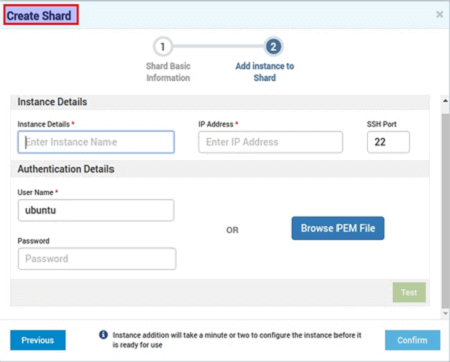 Create Shard
×
1
2
Shard Basic
Information
Add instance to
Shard
Instance Details
Instance Details *
IP Address *
SSH Port
Enter Instance Name
Enter IP Address
22
Authentication Details
User Name *
ubuntu
OR
Browse PEM File
Password
Password
Test
Previous
Instance addition will take a minute or two to configure the instance before it
is ready for use
Confirm